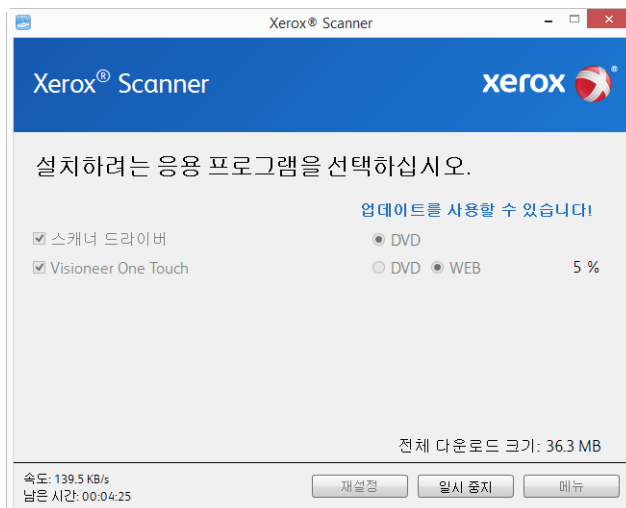 Xerox® Scanner
Xerox® Scanner
xerox®
설치하려는 응용 프로그램을 선택하십시오.
업데이트를 사용할 수 있습니다!
스캐너 드라이버 DVD
Visioneer One Touch DVD WEB 5 %
전체 다운로드 크기: 36.3 MB
속도: 139.5 KB/s
남은 시간: 00:04:25
재설정 일시 중지 메뉴